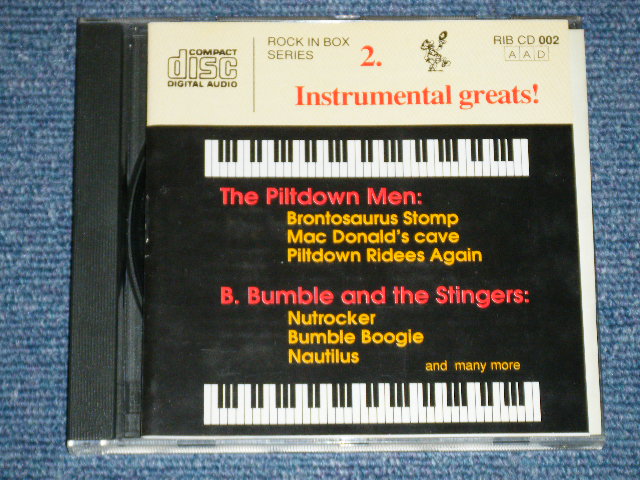 COMPACT
disc
DIGITAL AUDIO
ROCK IN BOX
SERIES
2.
RIB CD 002
A A D
Instrumental greats!
The Piltdown Men:
Brontosaurus Stomp
Mac Donald's cave
Piltdown Ridees Again
B. Bumble and the Stingers:
Nutrocker
Bumble Boogie
Nautilus
and many more